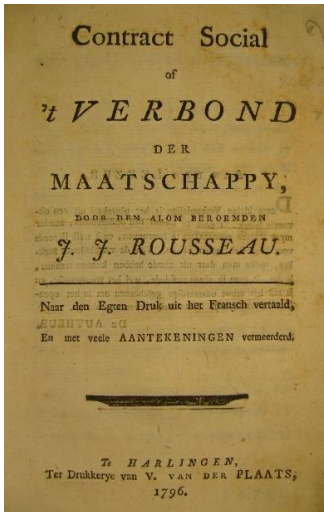 Contract Social
of
't VERBOND
DER
MAATSCHAPPY,
DOOR DEN ALOM BEROEMDEN
J. J. ROUSSEAU.
Naar den Egten Druk uit het Fransch vertaald,
En met veele AANTEKENINGEN vermeerderd.
Te HARLINGEN,
Ter Drukkerye van V. VAN DER PLAATS,
1796.